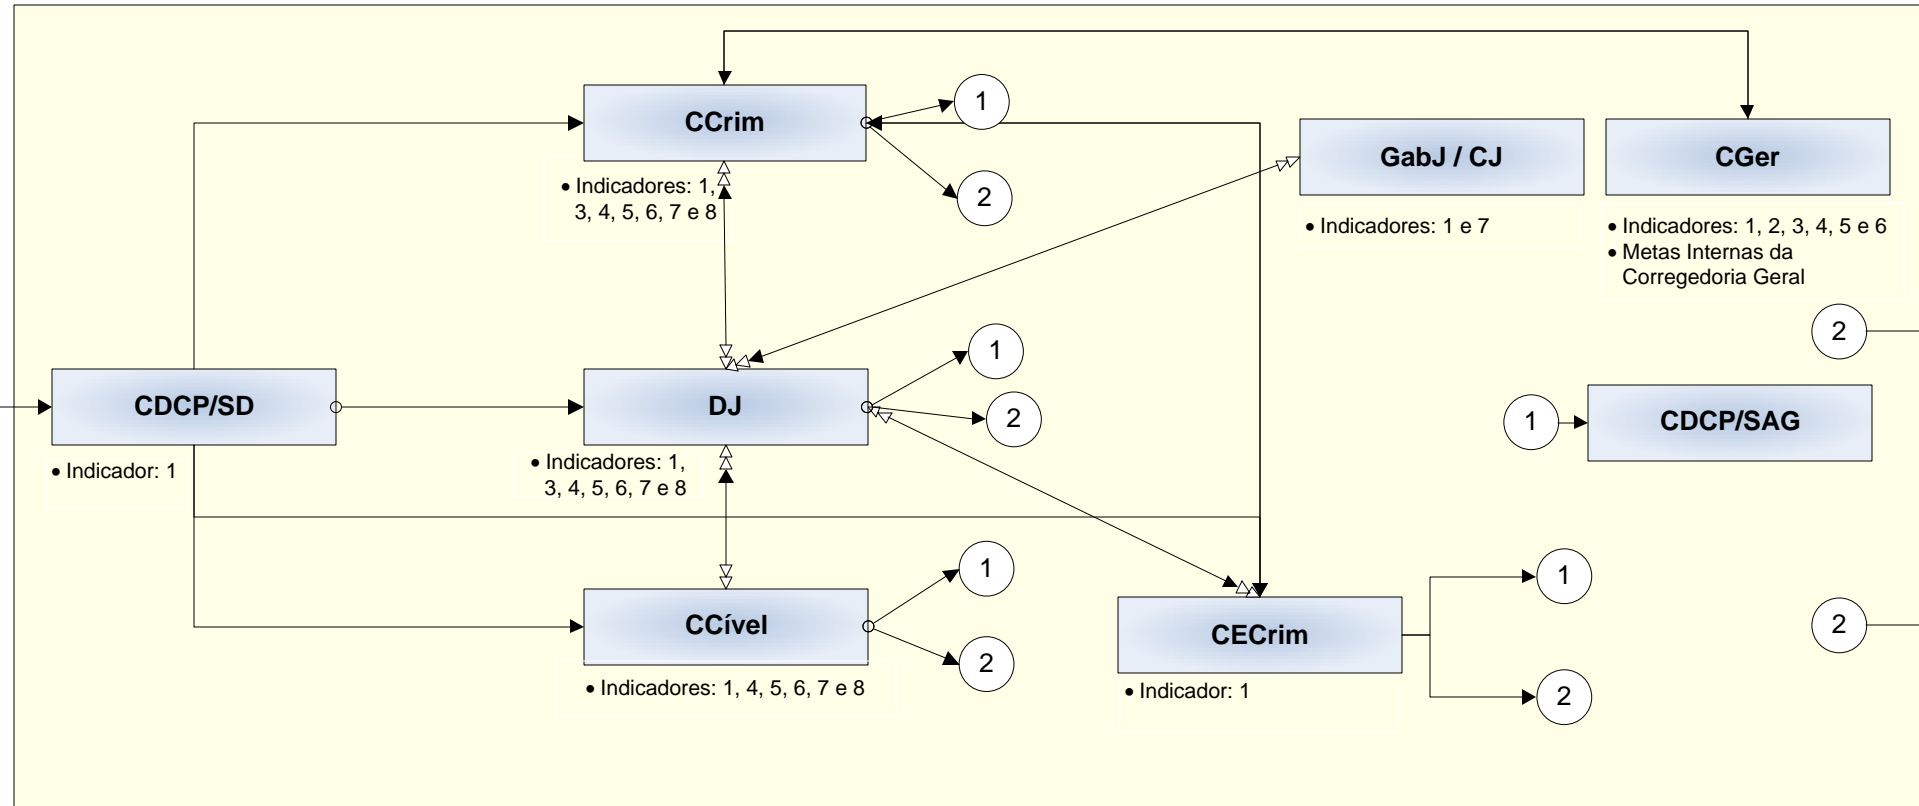 CCrim
• Indicadores: 1,
3, 4, 5, 6, 7 e 8
1
2
GabJ / CJ
• Indicadores: 1 e 7
CGer
• Indicadores: 1, 2, 3, 4, 5 e 6
• Metas Internas da
Corregedoria Geral
2
CDCP/SD
• Indicador: 1
DJ
• Indicadores: 1,
3, 4, 5, 6, 7 e 8
1
2
1
CDCP/SAG
CCível
• Indicadores: 1, 4, 5, 6, 7 e 8
1
2
CECrim
• Indicador: 1
1
2
2